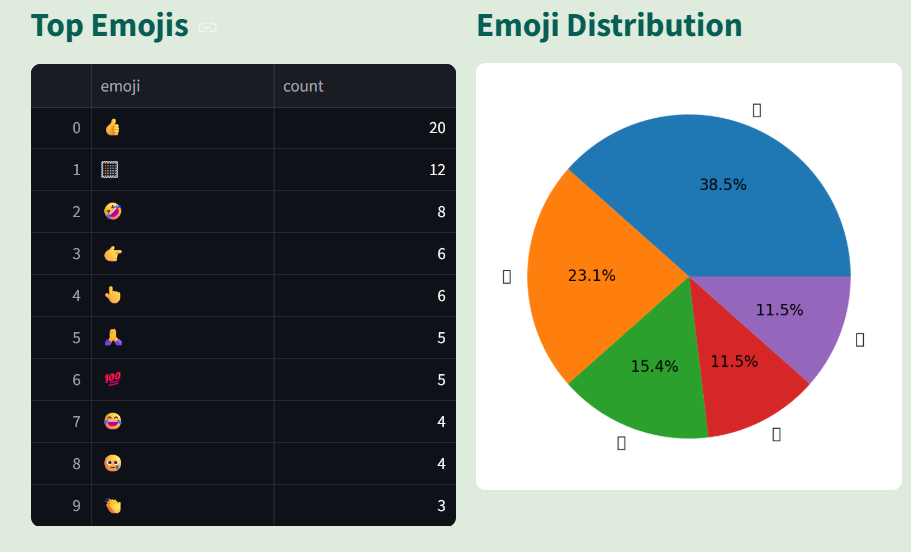 Top Emojis
emoji count
0 👍 20
1 12
2 🤣 8
3 👉 6
4 👆 6
5 🙏 5
6 💯 5
7 😂 4
8 4
9 👏 3
Emoji Distribution
38.5%
23.1%
15.4%
11.5%
11.5%